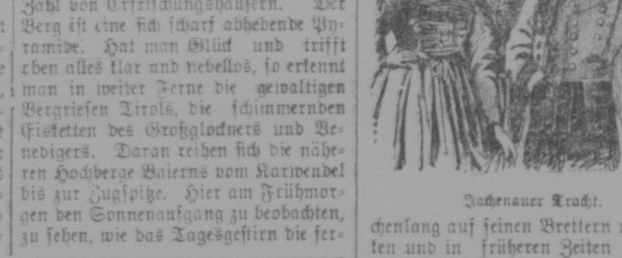 Zahl von Erfrischungshäusern. Der
Berg ist eine sich scharf abhebende Py-
ramide. Hat man Glück und trifft
oben alles klar und nebellos, so erkennt
man in weiter Ferne die gewaltigen
Bergriesen Tirols, die schimmernden
Eisketten des Großglockners und Ve-
nedigers. Daran reihen sich die nähe-
ren Hochberge Baierns vom Karwendel
bis zur Zugspitze. Hier am Frühmor-
gen den Sonnenaufgang zu beobachten,
zu sehen, wie das Tagesgestirn die fer-
Jachenauer Tracht.
chenlang auf seinen Brettern
ten und in früheren Zeiten